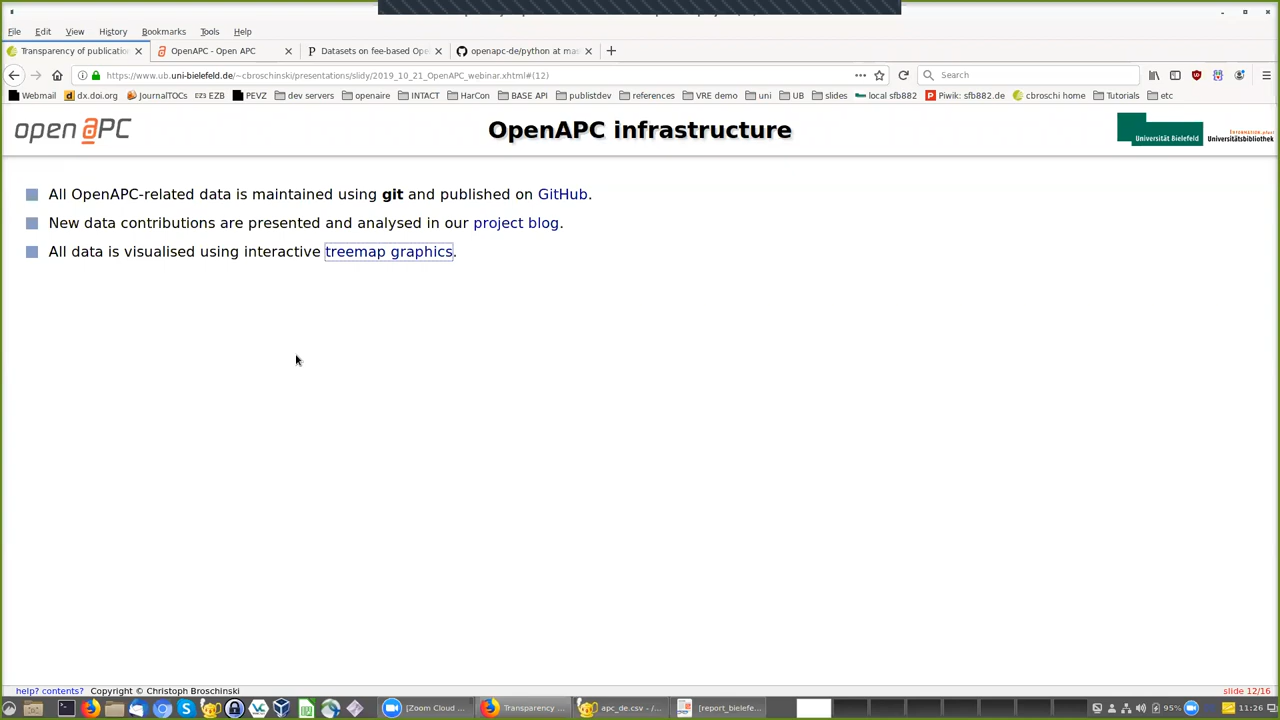 File Edit View History Bookmarks Tools Help
Transparency of publicatio
OpenAPC - Open APC
Datasets on fee-based Ope
openapc-de/python at mas
https://www.ub.uni-bielefeld.de/~cbroschinski/presentations/slidy/2019_10_21_OpenAPC_webinar.xhtml#(12)
Search
Webmail dx.doi.org JournalTOCs EZB PEVZ dev servers openaire INTACT HarCon BASE API publistdev references VRE demo uni UB slides local sfb882 Piwik: sfb882.de cbroschi home Tutorials etc
open APC
OpenAPC infrastructure
Universität Bielefeld
Universitätsbibliothek
All OpenAPC-related data is maintained using git and published on GitHub.
New data contributions are presented and analysed in our project blog.
All data is visualised using interactive treemap graphics.
help? contents? Copyright © Christoph Broschinski
slide 12/16
[Zoom Cloud ...
Transparency ...
apc_de.csv - /...
[report_bielefe...
95%
11:26